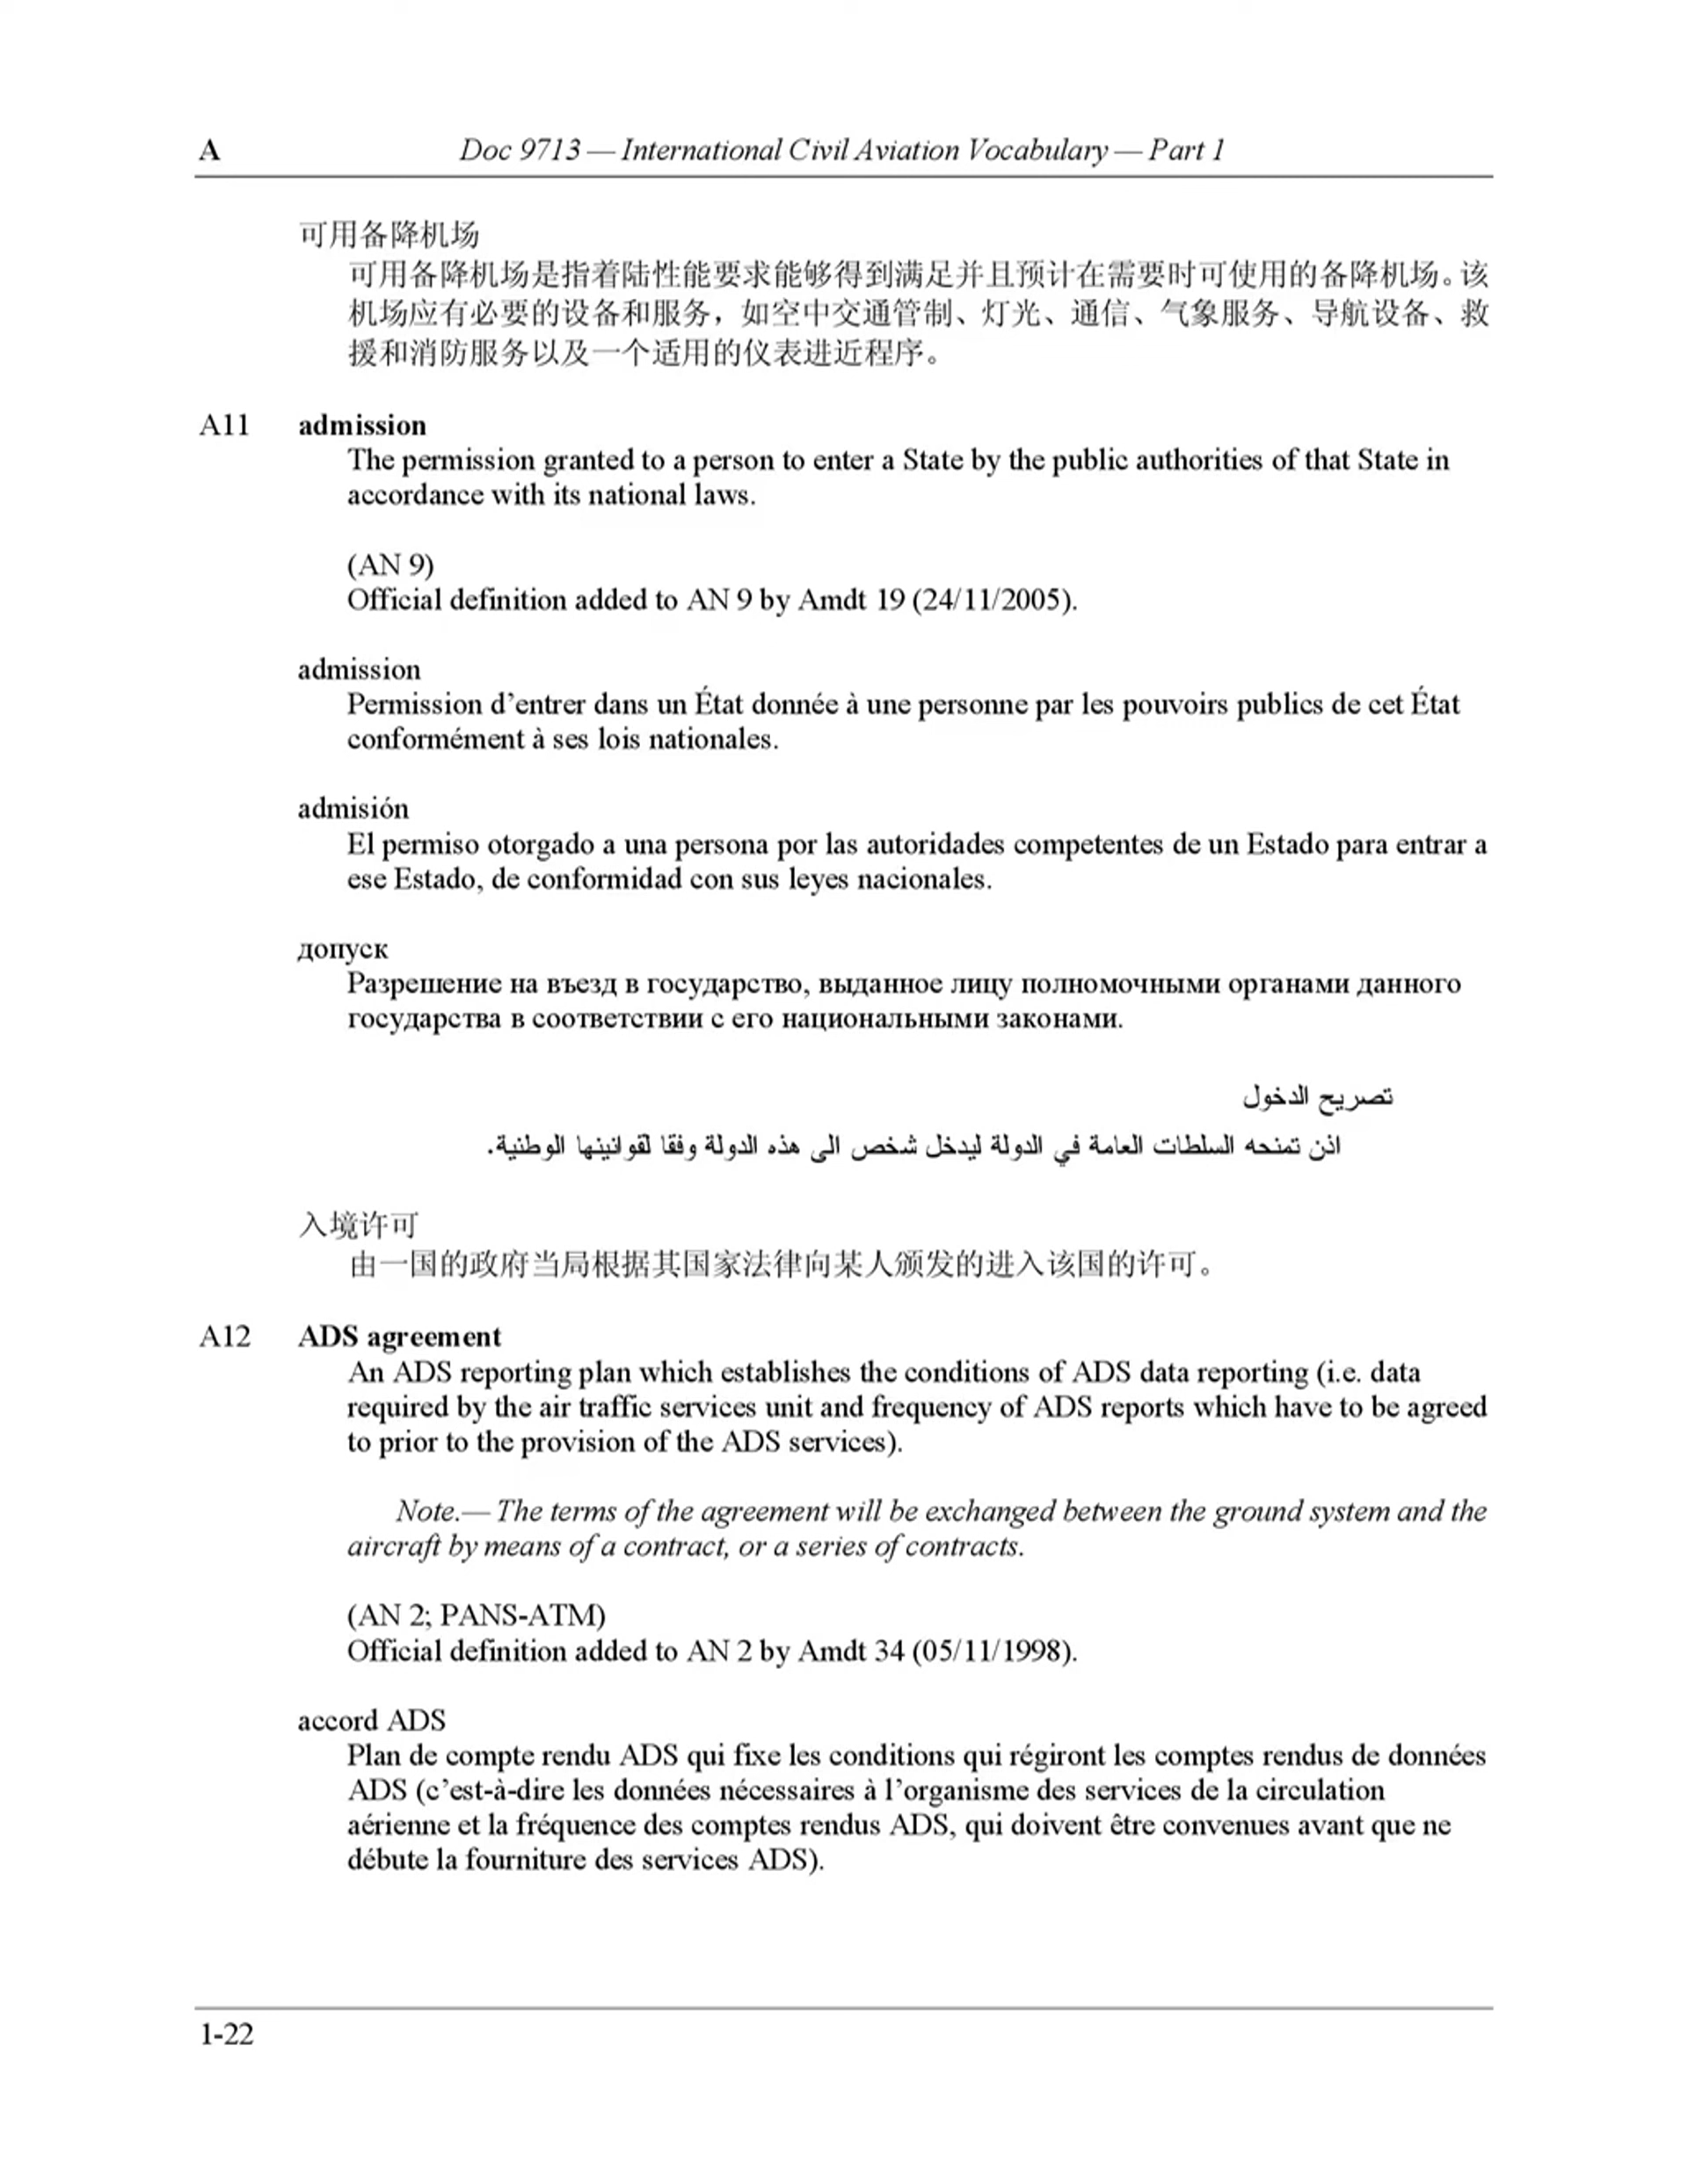 A Doc 9713 — International Civil Aviation Vocabulary — Part 1
可用备降机场
可用备降机场是指着陆性能要求能够得到满足并且预计在需要时可使用的备降机场。该
机场应有必要的设备和服务，如空中交通管制、灯光、通信、气象服务、导航设备、救
援和消防服务以及一个适用的仪表进近程序。
A11 admission
The permission granted to a person to enter a State by the public authorities of that State in
accordance with its national laws.
(AN 9)
Official definition added to AN 9 by Amdt 19 (24/11/2005).
admission
Permission d’entrer dans un État donnée à une personne par les pouvoirs publics de cet État
conformément à ses lois nationales.
admisión
El permiso otorgado a una persona por las autoridades competentes de un Estado para entrar a
ese Estado, de conformidad con sus leyes nacionales.
допуск
Разрешение на въезд в государство, выданное лицу полномочными органами данного
государства в соответствии с его национальными законами.
تصريح الدخول
اذن تمنحه السلطات العامة في الدولة ليدخل شخص الى هذه الدولة وفقا لقوانينها الوطنية.
入境许可
由一国的政府当局根据其国家法律向某人颁发的进入该国的许可。
A12 ADS agreement
An ADS reporting plan which establishes the conditions of ADS data reporting (i.e. data
required by the air traffic services unit and frequency of ADS reports which have to be agreed
to prior to the provision of the ADS services).
Note.— The terms of the agreement will be exchanged between the ground system and the
aircraft by means of a contract, or a series of contracts.
(AN 2; PANS-ATM)
Official definition added to AN 2 by Amdt 34 (05/11/1998).
accord ADS
Plan de compte rendu ADS qui fixe les conditions qui régiront les comptes rendus de données
ADS (c’est-à-dire les données nécessaires à l’organisme des services de la circulation
aérienne et la fréquence des comptes rendus ADS, qui doivent être convenues avant que ne
débute la fourniture des services ADS).
1-22